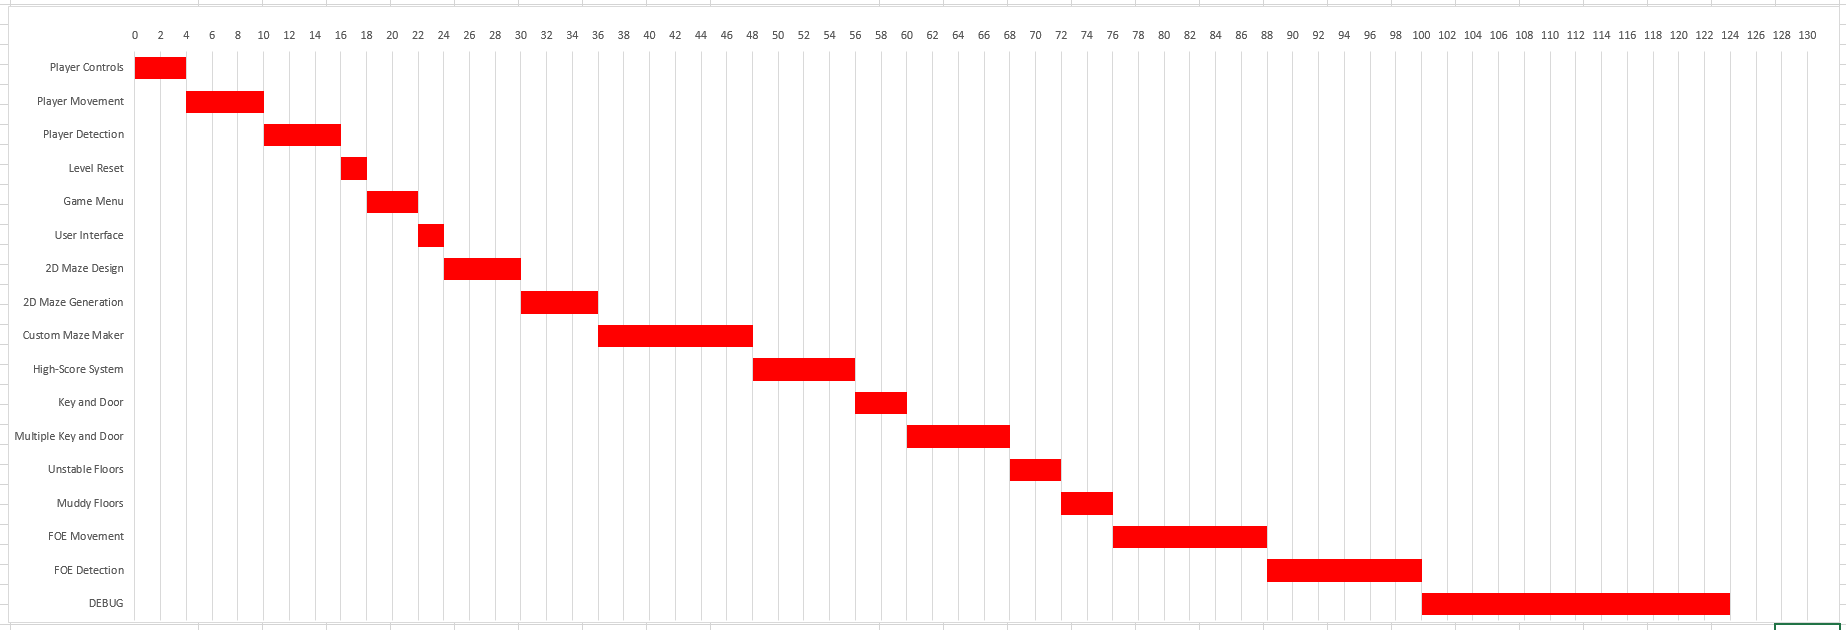 0 2 4 6 8 10 12 14 16 18 20 22 24 26 28 30 32 34 36 38 40 42 44 46 48 50 52 54 56 58 60 62 64 66 68 70 72 74 76 78 80 82 84 86 88 90 92 94 96 98 100 102 104 106 108 110 112 114 116 118 120 122 124 126 128 130
Player Controls
Player Movement
Player Detection
Level Reset
Game Menu
User Interface
2D Maze Design
2D Maze Generation
Custom Maze Maker
High-Score System
Key and Door
Multiple Key and Door
Unstable Floors
Muddy Floors
FOE Movement
FOE Detection
DEBUG